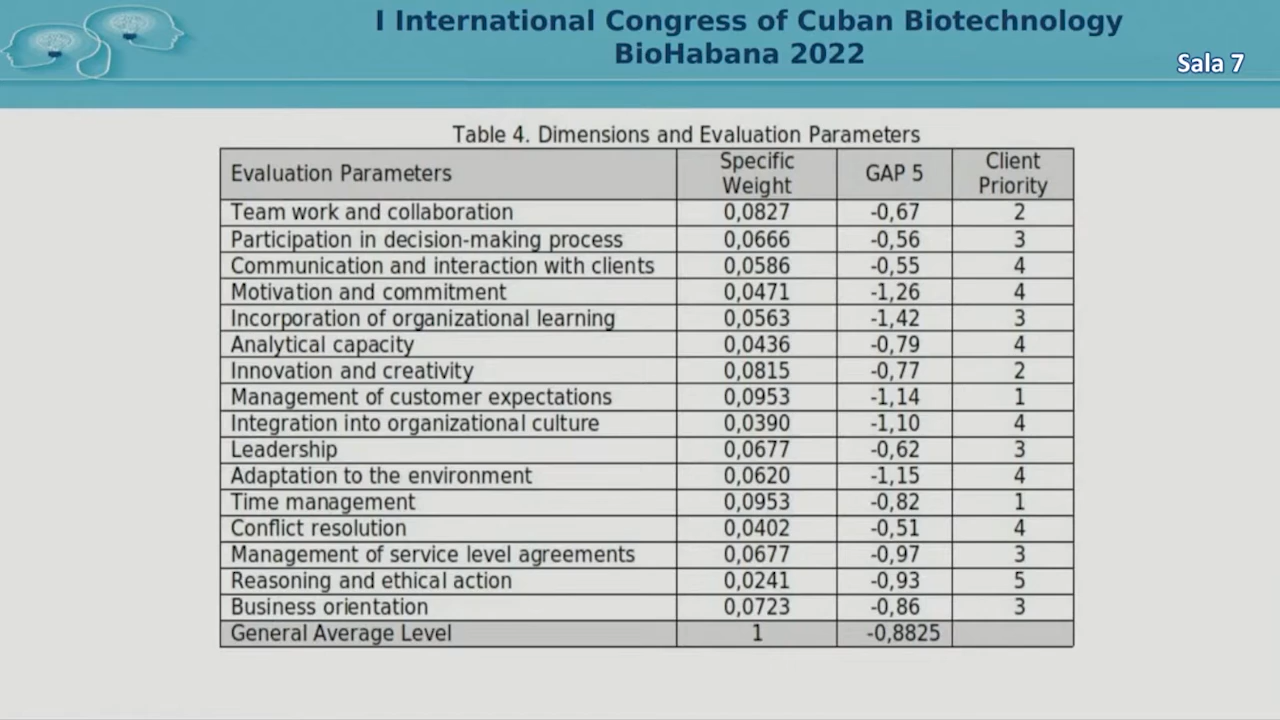 I International Congress of Cuban Biotechnology
BioHabana 2022
Sala 7
Table 4. Dimensions and Evaluation Parameters
Evaluation Parameters Specific Weight GAP 5 Client Priority
Team work and collaboration 0,0827 -0,67 2
Participation in decision-making process 0,0666 -0,56 3
Communication and interaction with clients 0,0586 -0,55 4
Motivation and commitment 0,0471 -1,26 4
Incorporation of organizational learning 0,0563 -1,42 3
Analytical capacity 0,0436 -0,79 4
Innovation and creativity 0,0815 -0,77 2
Management of customer expectations 0,0953 -1,14 1
Integration into organizational culture 0,0390 -1,10 4
Leadership 0,0677 -0,62 3
Adaptation to the environment 0,0620 -1,15 4
Time management 0,0953 -0,82 1
Conflict resolution 0,0402 -0,51 4
Management of service level agreements 0,0677 -0,97 3
Reasoning and ethical action 0,0241 -0,93 5
Business orientation 0,0723 -0,86 3
General Average Level 1 -0,8825